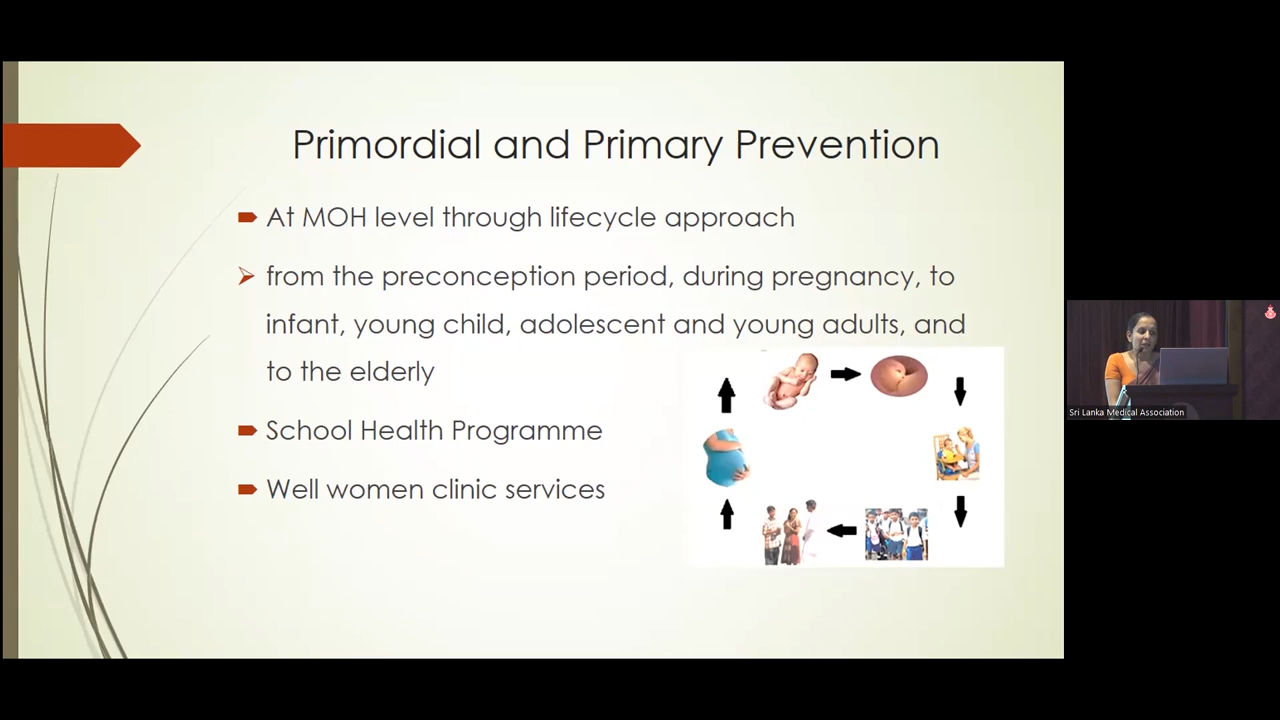 Primordial and Primary Prevention
At MOH level through lifecycle approach
from the preconception period, during pregnancy, to
infant, young child, adolescent and young adults, and
to the elderly
School Health Programme
Well women clinic services
Sri Lanka Medical Association